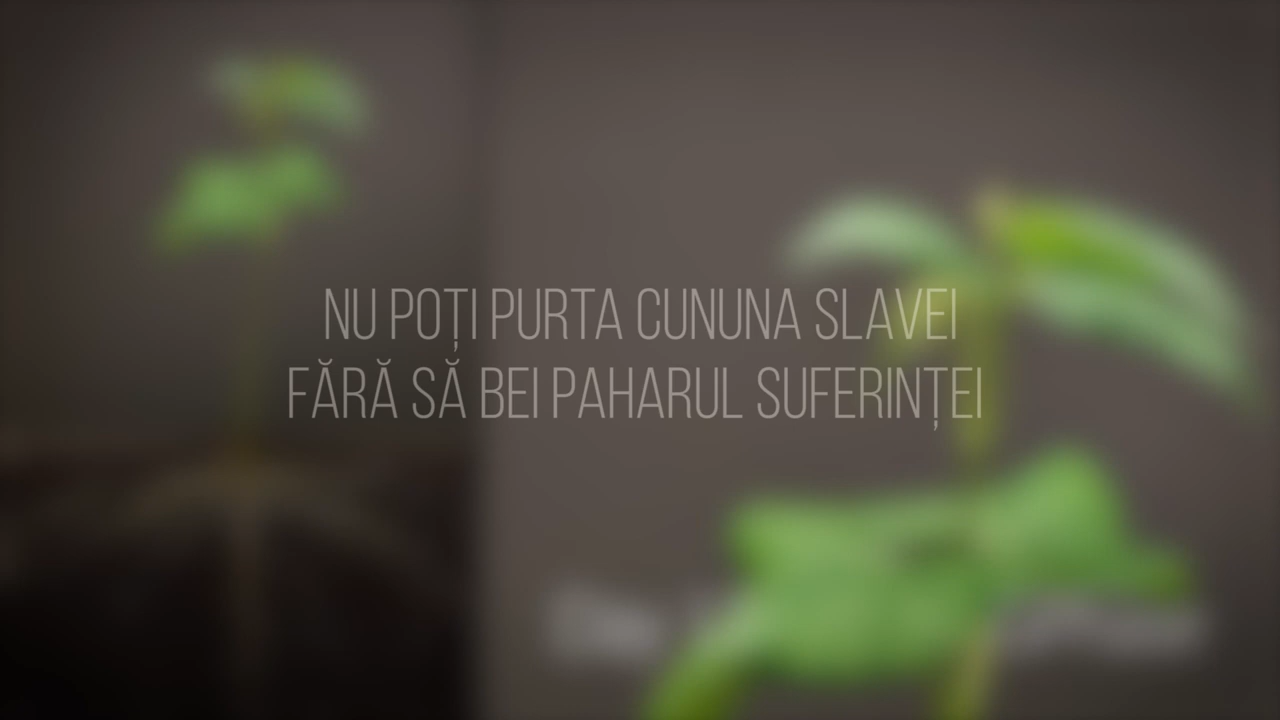 NU POȚI PURTA CUNUNA SLAVEI
FĂRĂ SĂ BEI PAHARUL SUFERINȚEI